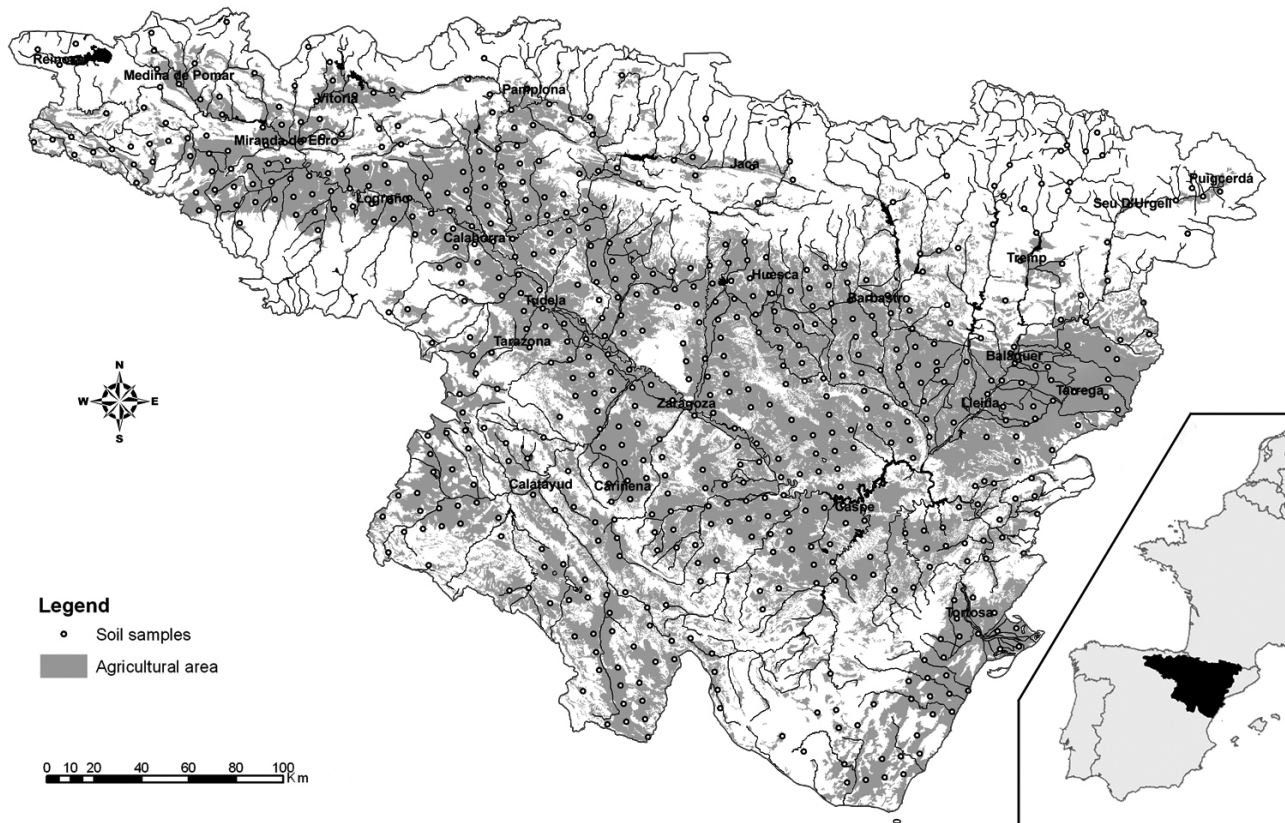 Reinosa
Medina de Pomar
Vitoria
Pamplona
Miranda de Ebro
Jaca
Puigcerdá
Seu D'Urgell
Logroño
Calahorra
Tremp
Huesca
Barbastro
Tudela
Tarazona
Balaguer
Tárrega
Zaragoza
Lleida
N
W E
S
Calatayud
Cariñena
Caspe
Tortosa
Legend
Soil samples
Agricultural area
0 10 20 40 60 80 100
Km